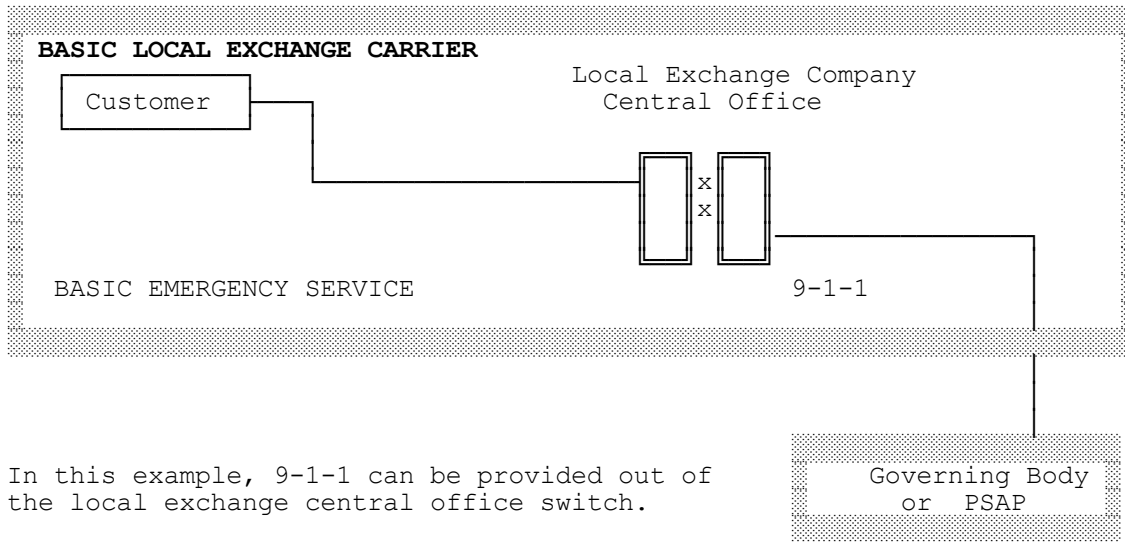 BASIC LOCAL EXCHANGE CARRIER
Local Exchange Company
Customer
Central Office
x
x
BASIC EMERGENCY SERVICE
9-1-1
In this example, 9-1-1 can be provided out of
the local exchange central office switch.
Governing Body
or PSAP